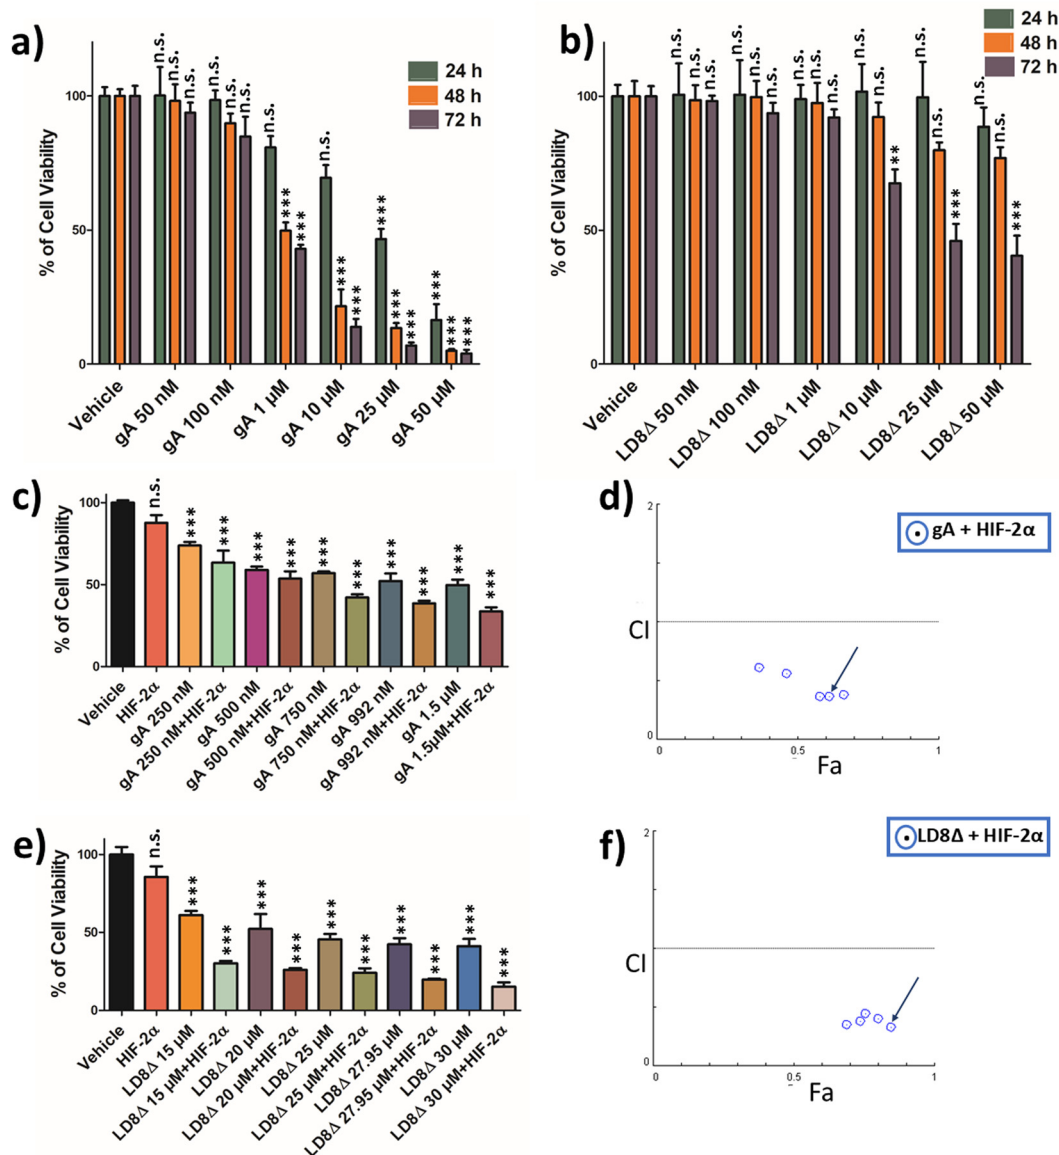 a)
% of Cell Viability
100
50
0
n.s.
n.s.
n.s.
n.s.
n.s.
n.s.
n.s.
***
***
n.s.
***
***
***
***
***
***
***
***
24 h
48 h
72 h
Vehicle
gA 50 nM
gA 100 nM
gA 1 µM
gA 10 µM
gA 25 µM
gA 50 µM
b)
% of Cell Viability
100
50
0
n.s.
n.s.
n.s.
n.s.
n.s.
n.s.
n.s.
n.s.
n.s.
n.s.
n.s.
**
n.s.
n.s.
***
n.s.
n.s.
***
24 h
48 h
72 h
Vehicle
LD8Δ 50 nM
LD8Δ 100 nM
LD8Δ 1 µM
LD8Δ 10 µM
LD8Δ 25 µM
LD8Δ 50 µM
c)
% of Cell Viability
100
50
0
n.s.
***
***
***
***
***
***
***
***
***
***
Vehicle
HIF-2α
gA 250 nM
gA 250 nM+HIF-2α
gA 500 nM
gA 500 nM+HIF-2α
gA 750 nM
gA 750 nM+HIF-2α
gA 992 nM
gA 992 nM+HIF-2α
gA 1.5 µM
gA 1.5µM+HIF-2α
d)
gA + HIF-2α
2
CI
0
0
0.5
1
Fa
e)
% of Cell Viability
100
50
0
n.s.
***
***
***
***
***
***
***
***
***
***
Vehicle
HIF-2α
LD8Δ 15 µM
LD8Δ 15 µM+HIF-2α
LD8Δ 20 µM
LD8Δ 20 µM+HIF-2α
LD8Δ 25 µM
LD8Δ 25 µM+HIF-2α
LD8Δ 27.95 µM
LD8Δ 27.95 µM+HIF-2α
LD8Δ 30 µM
LD8Δ 30 µM+HIF-2α
f)
LD8Δ + HIF-2α
2
CI
0
0
0.5
1
Fa